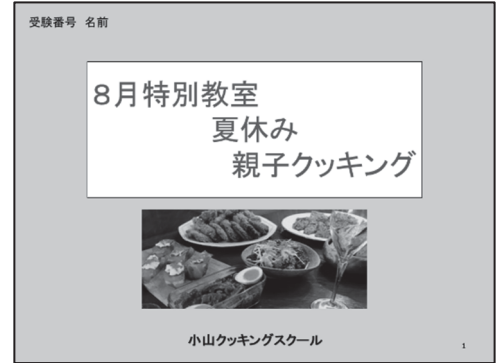 受験番号 名前
8月特別教室
夏休み
親子クッキング
小山クッキングスクール
1